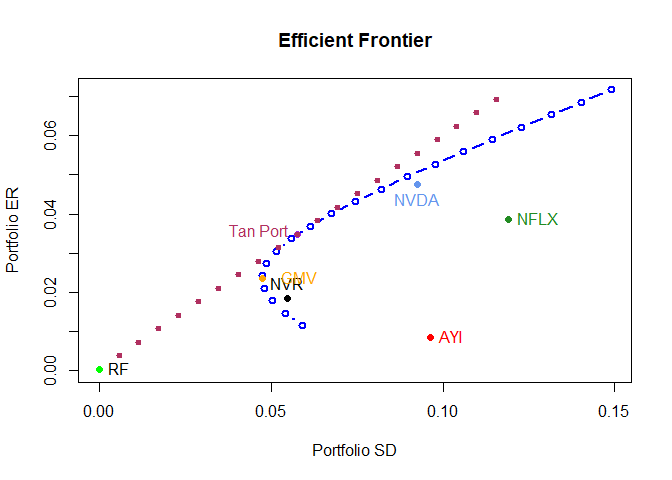 Efficient Frontier
Portfolio ER
0.06
0.04
0.02
0.00
Tan Port
NVDA
NFLX
GMV
NVR
AYI
RF
0.00 0.05 0.10 0.15
Portfolio SD